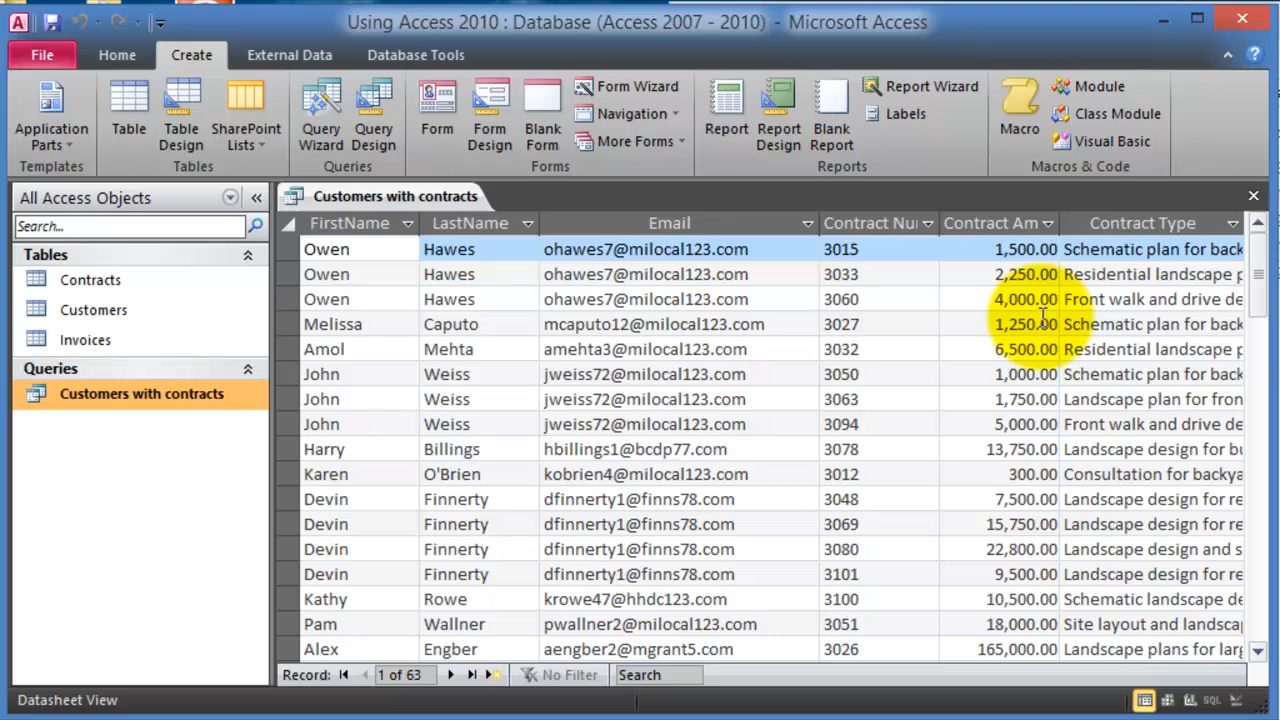 Using Access 2010 : Database (Access 2007 - 2010) - Microsoft Access
File Home Create External Data Database Tools
Application Parts
Table
Table Design
SharePoint Lists
Query Wizard
Query Design
Form
Form Design
Blank Form
Form Wizard
Navigation
More Forms
Report
Report Design
Blank Report
Report Wizard
Labels
Macro
Module
Class Module
Visual Basic
Templates Tables Queries Forms Reports Macros & Code
All Access Objects
Search...
Tables
Contracts
Customers
Invoices
Queries
Customers with contracts
Customers with contracts
FirstName LastName Email Contract Nu Contract Am Contract Type
Owen Hawes ohawes7@milocal123.com 3015 1,500.00 Schematic plan for back
Owen Hawes ohawes7@milocal123.com 3033 2,250.00 Residential landscape p
Owen Hawes ohawes7@milocal123.com 3060 4,000.00 Front walk and drive de
Melissa Caputo mcaputo12@milocal123.com 3027 1,250.00 Schematic plan for back
Amol Mehta amehta3@milocal123.com 3032 6,500.00 Residential landscape p
John Weiss jweiss72@milocal123.com 3050 1,000.00 Schematic plan for back
John Weiss jweiss72@milocal123.com 3063 1,750.00 Landscape plan for fron
John Weiss jweiss72@milocal123.com 3094 5,000.00 Front walk and drive de
Harry Billings hbillings1@bcdp77.com 3078 13,750.00 Landscape design for bu
Karen O'Brien kobrien4@milocal123.com 3012 300.00 Consultation for backya
Devin Finnerty dfinnerty1@finns78.com 3048 7,500.00 Landscape design for re
Devin Finnerty dfinnerty1@finns78.com 3069 15,750.00 Landscape design for re
Devin Finnerty dfinnerty1@finns78.com 3080 22,800.00 Landscape design and s
Devin Finnerty dfinnerty1@finns78.com 3101 9,500.00 Landscape design for re
Kathy Rowe krowe47@hhdc123.com 3100 10,500.00 Schematic landscape de
Pam Wallner pwallner2@milocal123.com 3051 18,000.00 Site layout and landsca
Alex Engber aengber2@mgrant5.com 3026 165,000.00 Landscape plans for larg
Record: 1 of 63 No Filter Search
Datasheet View SQL